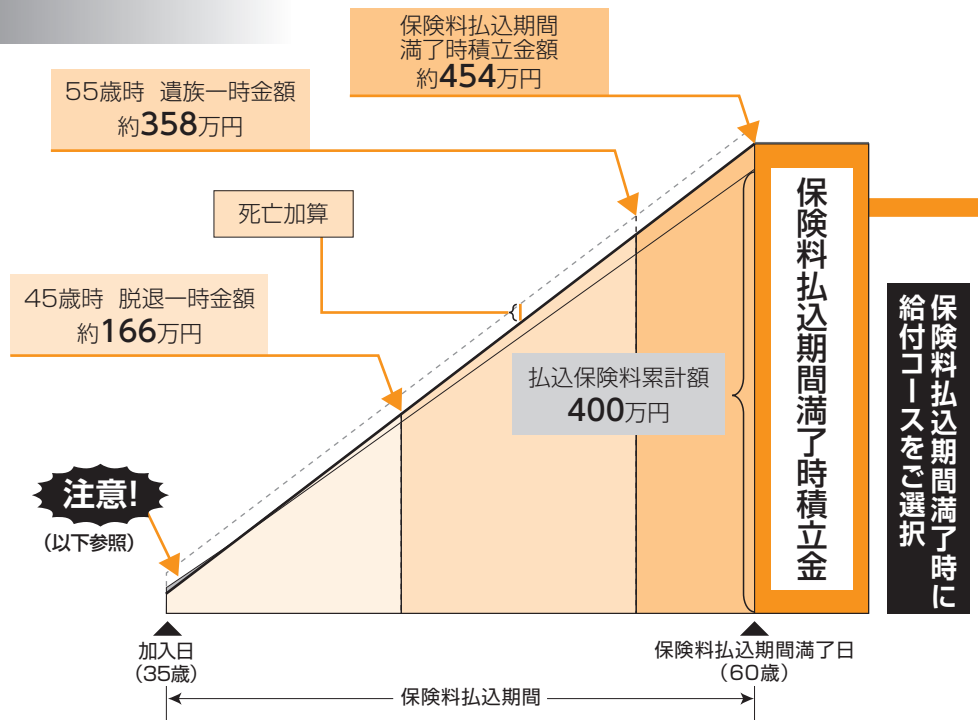 保険料払込期間
満了時積立金額
約454万円
55歳時 遺族一時金額
約358万円
死亡加算
45歳時 脱退一時金額
約166万円
払込保険料累計額
400万円
保険料払込期間満了時積立金
保険料払込期間満了時に
給付コースをご選択
注意!
(以下参照)
加入日
(35歳)
保険料払込期間満了日
(60歳)
保険料払込期間